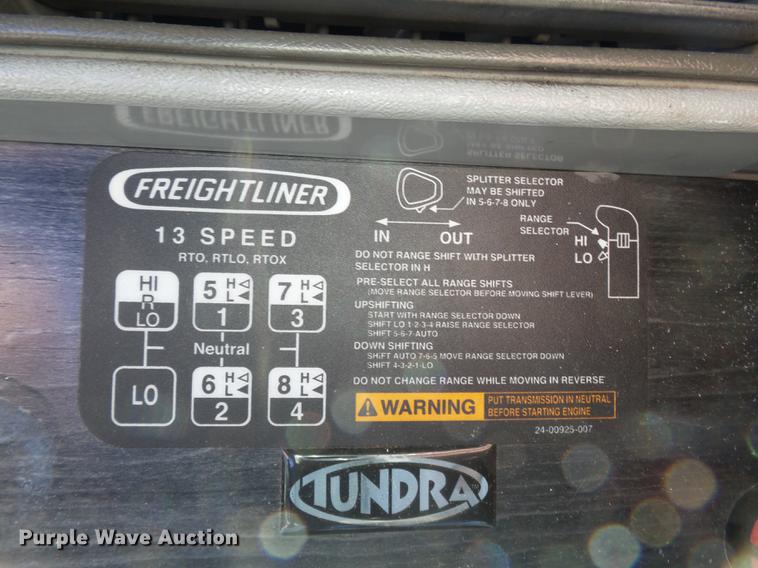 FREIGHTLINER
13 SPEED
RTO, RTLO, RTOX
HI
R
LO
5 H
L
1
7 H
L
3
Neutral
LO
6 H
L
2
8 H
L
4
SPLITTER SELECTOR
MAY BE SHIFTED
IN 5-6-7-8 ONLY
IN OUT
RANGE
SELECTOR
HI
LO
DO NOT RANGE SHIFT WITH SPLITTER
SELECTOR IN H
PRE-SELECT ALL RANGE SHIFTS
(MOVE RANGE SELECTOR BEFORE MOVING SHIFT LEVER)
UPSHIFTING
START WITH RANGE SELECTOR DOWN
SHIFT LO 1-2-3-4 RAISE RANGE SELECTOR
SHIFT 5-6-7-AUTO
DOWN SHIFTING
SHIFT AUTO 7-6-5 MOVE RANGE SELECTOR DOWN
SHIFT 4-3-2-1-LO
DO NOT CHANGE RANGE WHILE MOVING IN REVERSE
WARNING
PUT TRANSMISSION IN NEUTRAL
BEFORE STARTING ENGINE
24-00925-007
TUNDRA
Purple Wave Auction